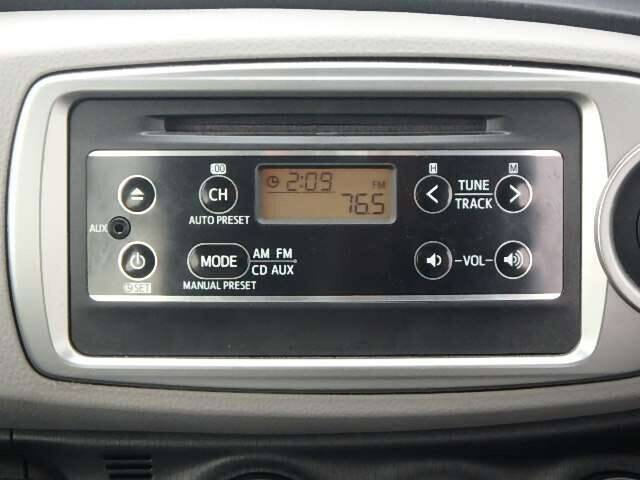 :00
CH
AUTO PRESET
2:09
FM
76.5
H
M
<
TUNE
TRACK
>
AUX
SET
MODE
AM FM
CD AUX
MANUAL PRESET
-VOL-